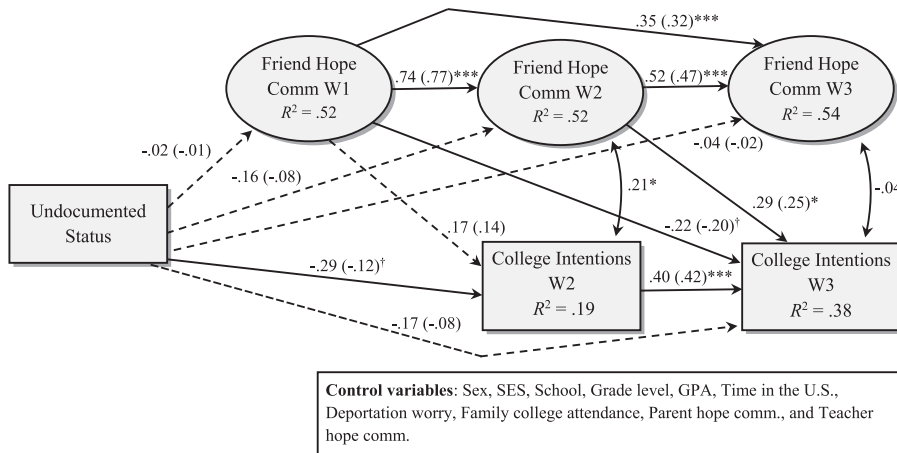 .35 (.32)***
Friend Hope
Comm W1
R² = .52
.74 (.77)***
Friend Hope
Comm W2
R² = .52
.52 (.47)***
Friend Hope
Comm W3
R² = .54
-.02 (-.01)
-.16 (-.08)
-.04 (-.02)
Undocumented
Status
.21*
.29 (.25)*
-.04
.17 (.14)
-.22 (-.20)†
-.29 (-.12)†
College Intentions
W2
R² = .19
.40 (.42)***
College Intentions
W3
R² = .38
-.17 (-.08)
Control variables: Sex, SES, School, Grade level, GPA, Time in the U.S.,
Deportation worry, Family college attendance, Parent hope comm., and Teacher
hope comm.